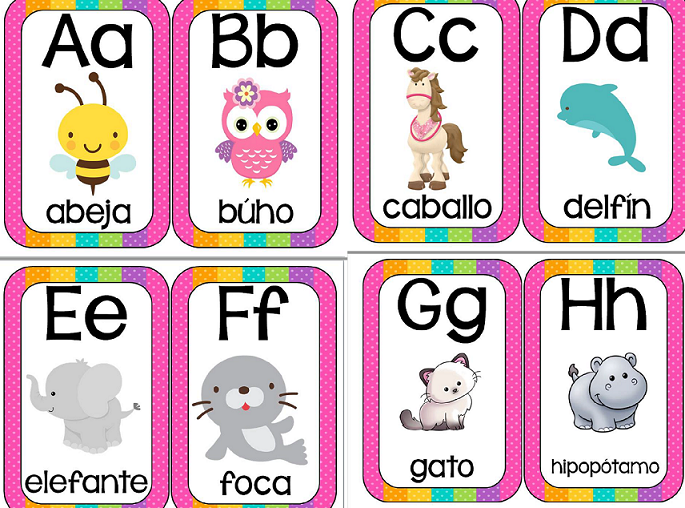 Aa
abeja
Bb
búho
Cc
caballo
Dd
delfín
Ee
elefante
Ff
foca
Gg
gato
Hh
hipopótamo